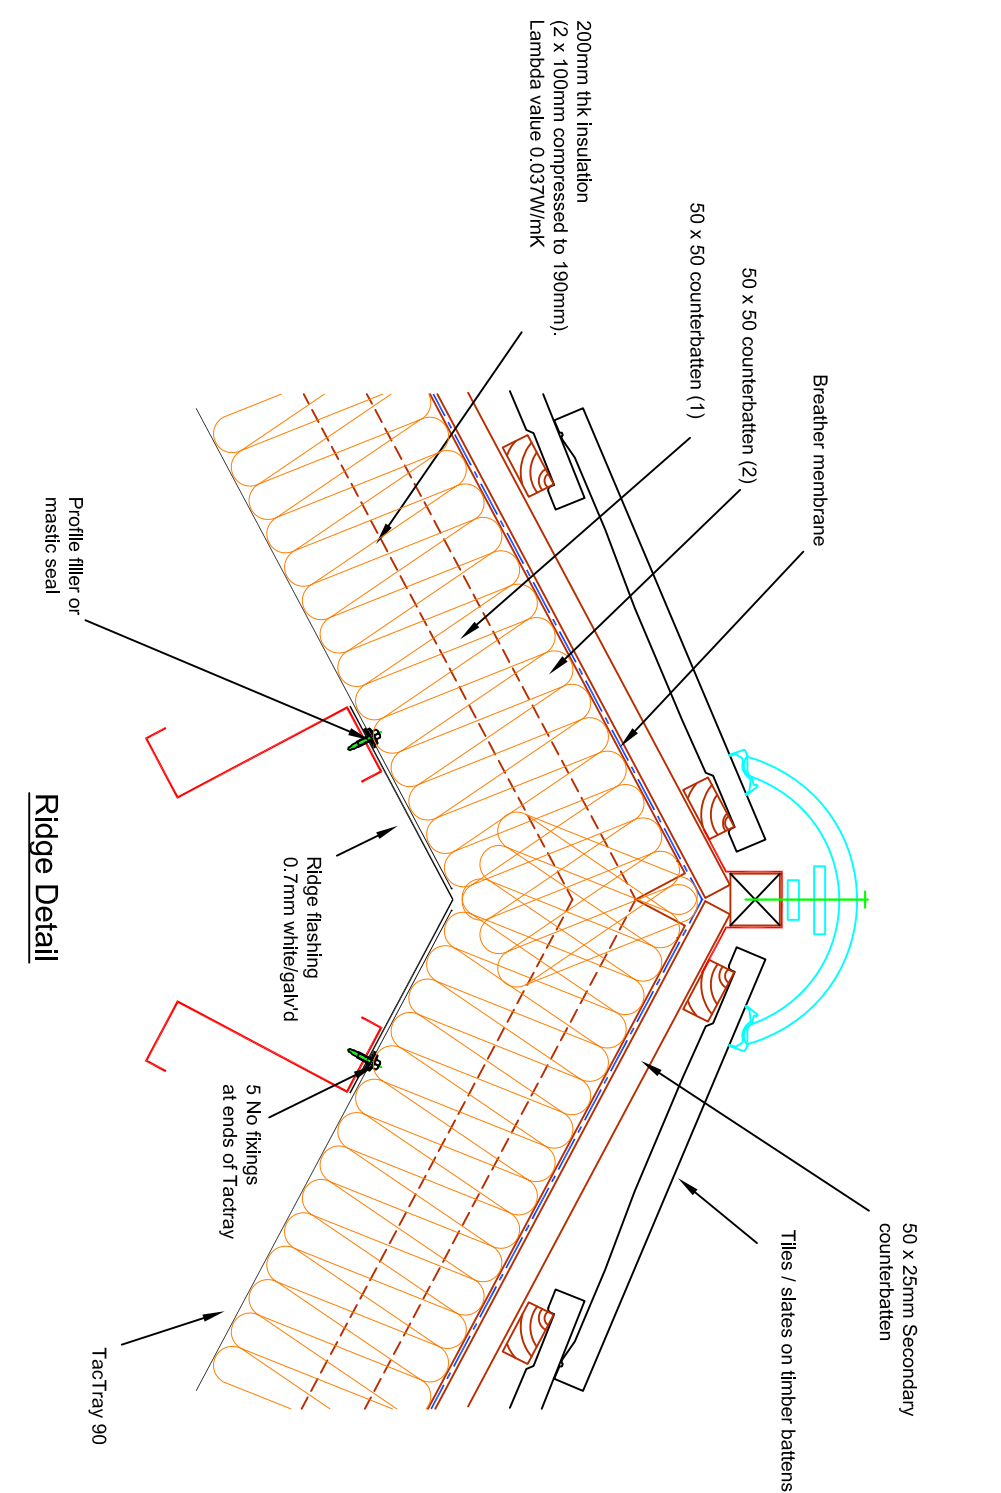 200mm thk insulation
(2 x 100mm compressed to 190mm).
Lambda value 0.037W/mK
50 x 50 counterbatten (1)
50 x 50 counterbatten (2)
Breather membrane
50 x 25mm Secondary
counterbatten
Tiles / slates on timber battens
Profile filler or
mastic seal
Ridge flashing
0.7mm white/galv'd
5 No fixings
at ends of Tactray
TacTray 90
Ridge Detail